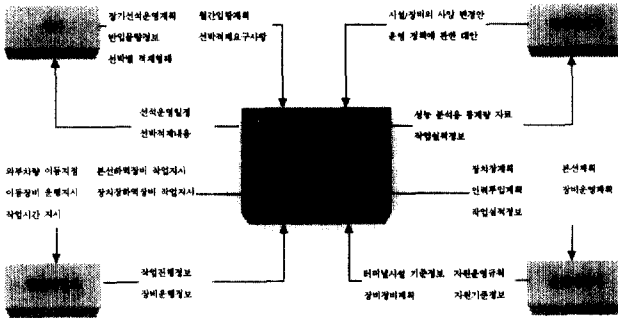 장기선석운영계획 월간입항계획
반입물량정보 선박적재요구사항
선박별 적재형태
시설/장비의 사양 변경안
운영 정책에 관한 대안
선석운영일정
선박적재내용
성능 분석용 통계량 자료
작업실적정보
외부차량 이동지점 본선하역장비 작업지시
이동장비 운행지시 장치장하역장비 작업지시
작업시간 지시
장치장계획 본선계획
인력투입계획 장비운영계획
작업실적정보
작업진행정보
장비운행정보
터미널시설 기준정보 자원운영규칙
장비정비계획 자원기준정보